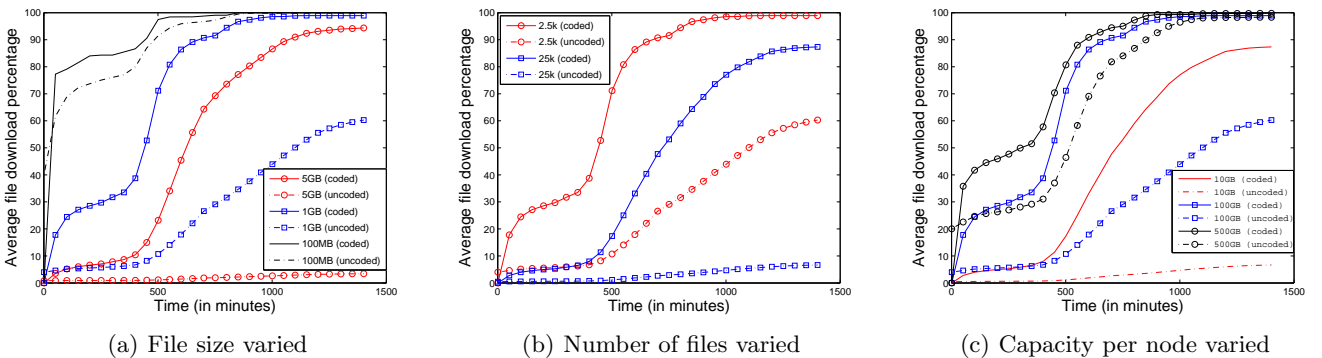 Average file download percentage
100
90
80
70
60
50
40
30
20
10
0
0 500 1000 1500
Time (in minutes)
5GB (coded)
5GB (uncoded)
1GB (coded)
1GB (uncoded)
100MB (coded)
100MB (uncoded)
(a) File size varied
Average file download percentage
100
90
80
70
60
50
40
30
20
10
0
0 500 1000 1500
Time (in minutes)
2.5k (coded)
2.5k (uncoded)
25k (coded)
25k (uncoded)
(b) Number of files varied
Average file download percentage
100
90
80
70
60
50
40
30
20
10
0
0 500 1000 1500
Time (in minutes)
10GB (coded)
10GB (uncoded)
100GB (coded)
100GB (uncoded)
500GB (coded)
500GB (uncoded)
(c) Capacity per node varied